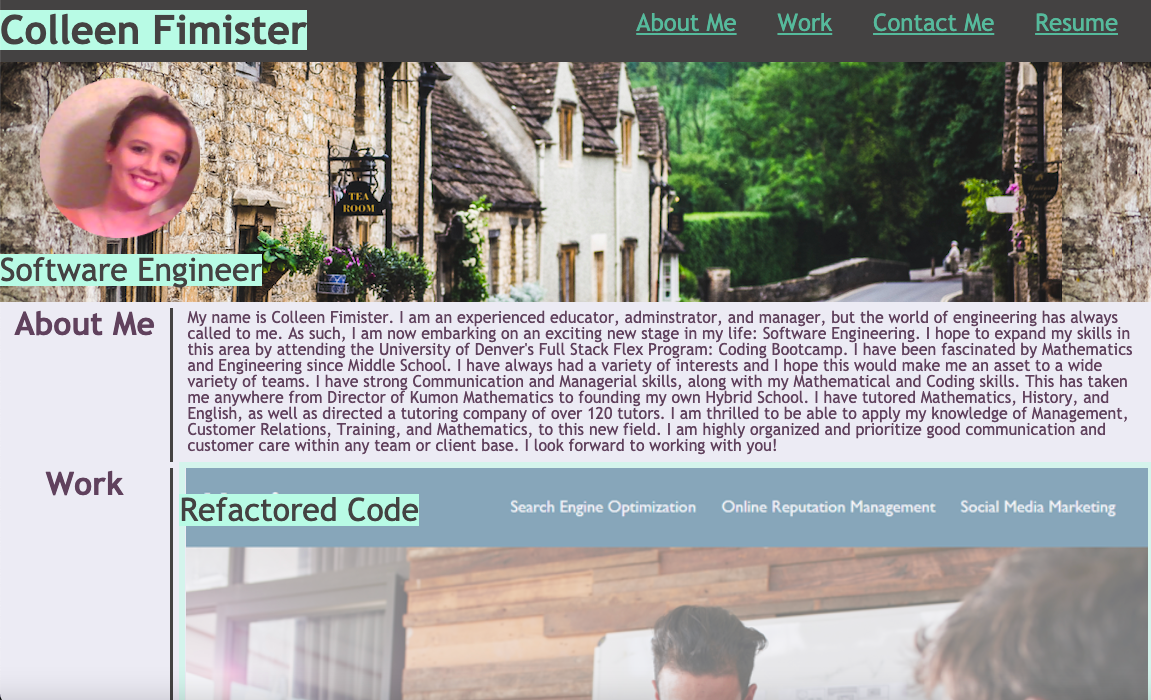 Colleen Fimister
About Me Work Contact Me Resume
TEA
ROOM
Software Engineer
About Me
My name is Colleen Fimister. I am an experienced educator, adminstrator, and manager, but the world of engineering has always
called to me. As such, I am now embarking on an exciting new stage in my life: Software Engineering. I hope to expand my skills in
this area by attending the University of Denver's Full Stack Flex Program: Coding Bootcamp. I have been fascinated by Mathematics
and Engineering since Middle School. I have always had a variety of interests and I hope this would make me an asset to a wide
variety of teams. I have strong Communication and Managerial skills, along with my Mathematical and Coding skills. This has taken
me anywhere from Director of Kumon Mathematics to founding my own Hybrid School. I have tutored Mathematics, History, and
English, as well as directed a tutoring company of over 120 tutors. I am thrilled to be able to apply my knowledge of Management,
Customer Relations, Training, and Mathematics, to this new field. I am highly organized and prioritize good communication and
customer care within any team or client base. I look forward to working with you!
Work
Refactored Code
Search Engine Optimization Online Reputation Management Social Media Marketing